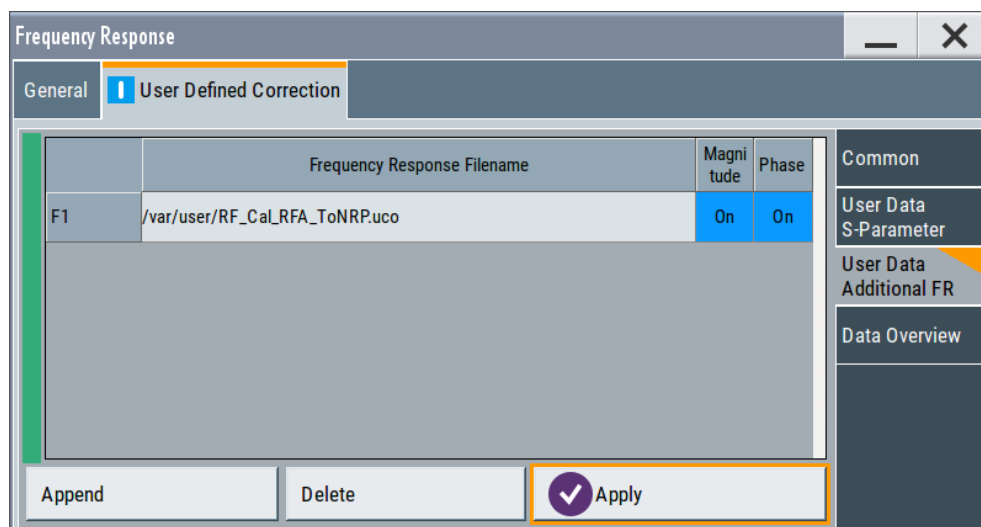 Frequency Response
General
User Defined Correction
Frequency Response Filename
Magni
tude
Phase
F1
/var/user/RF_Cal_RFA_ToNRP.uco
On
On
Common
User Data
S-Parameter
User Data
Additional FR
Data Overview
Append
Delete
Apply